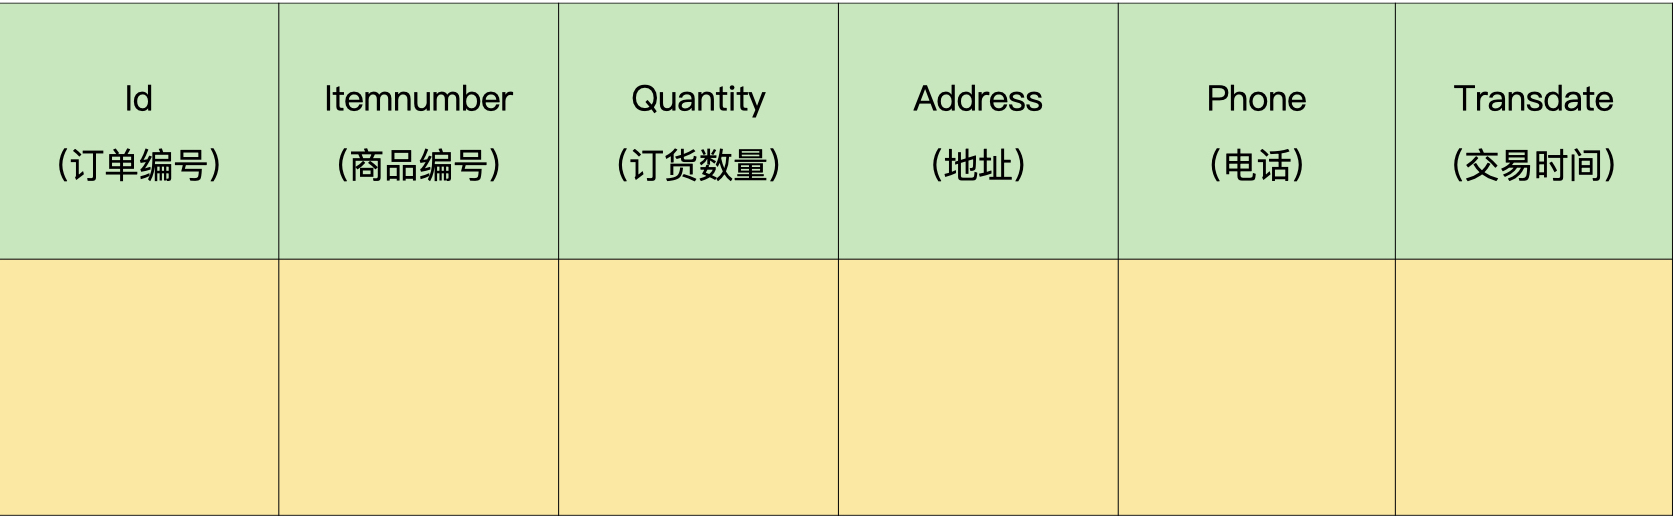 Id
（订单编号）
Itemnumber
（商品编号）
Quantity
（订货数量）
Address
（地址）
Phone
（电话）
Transdate
（交易时间）